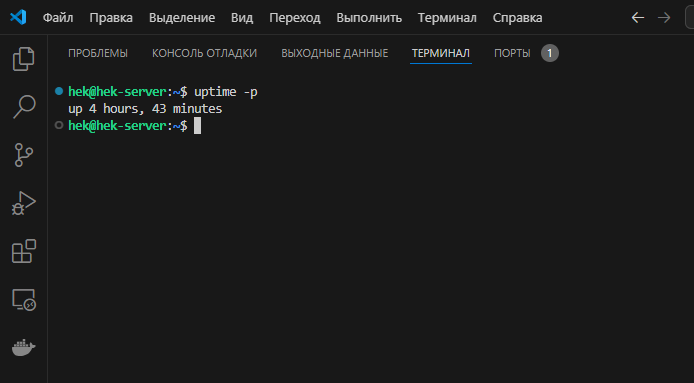 Файл Правка Выделение Вид Переход Выполнить Терминал Справка
ПРОБЛЕМЫ КОНСОЛЬ ОТЛАДКИ ВЫХОДНЫЕ ДАННЫЕ ТЕРМИНАЛ ПОРТЫ 1
hek@hek-server:~$ uptime -p
up 4 hours, 43 minutes
hek@hek-server:~$